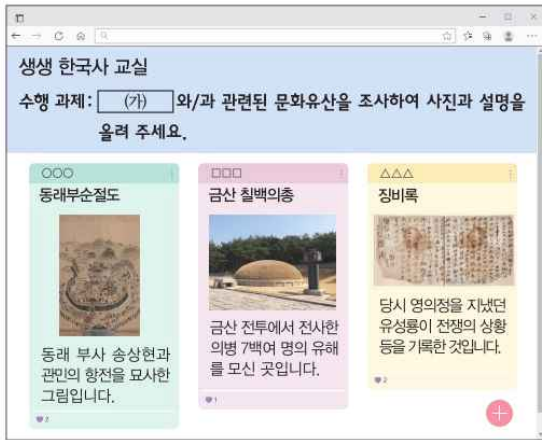 생생 한국사 교실
수행 과제: (가) 와/과 관련된 문화유산을 조사하여 사진과 설명을
올려 주세요.
○○○
동래부순절도
동래 부사 송상현과
관민의 항전을 묘사한
그림입니다.
2
□□□
금산 칠백의총
금산 전투에서 전사한
의병 7백여 명의 유해
를 모신 곳입니다.
1
△△△
징비록
당시 영의정을 지냈던
유성룡이 전쟁의 상황
등을 기록한 것입니다.
2